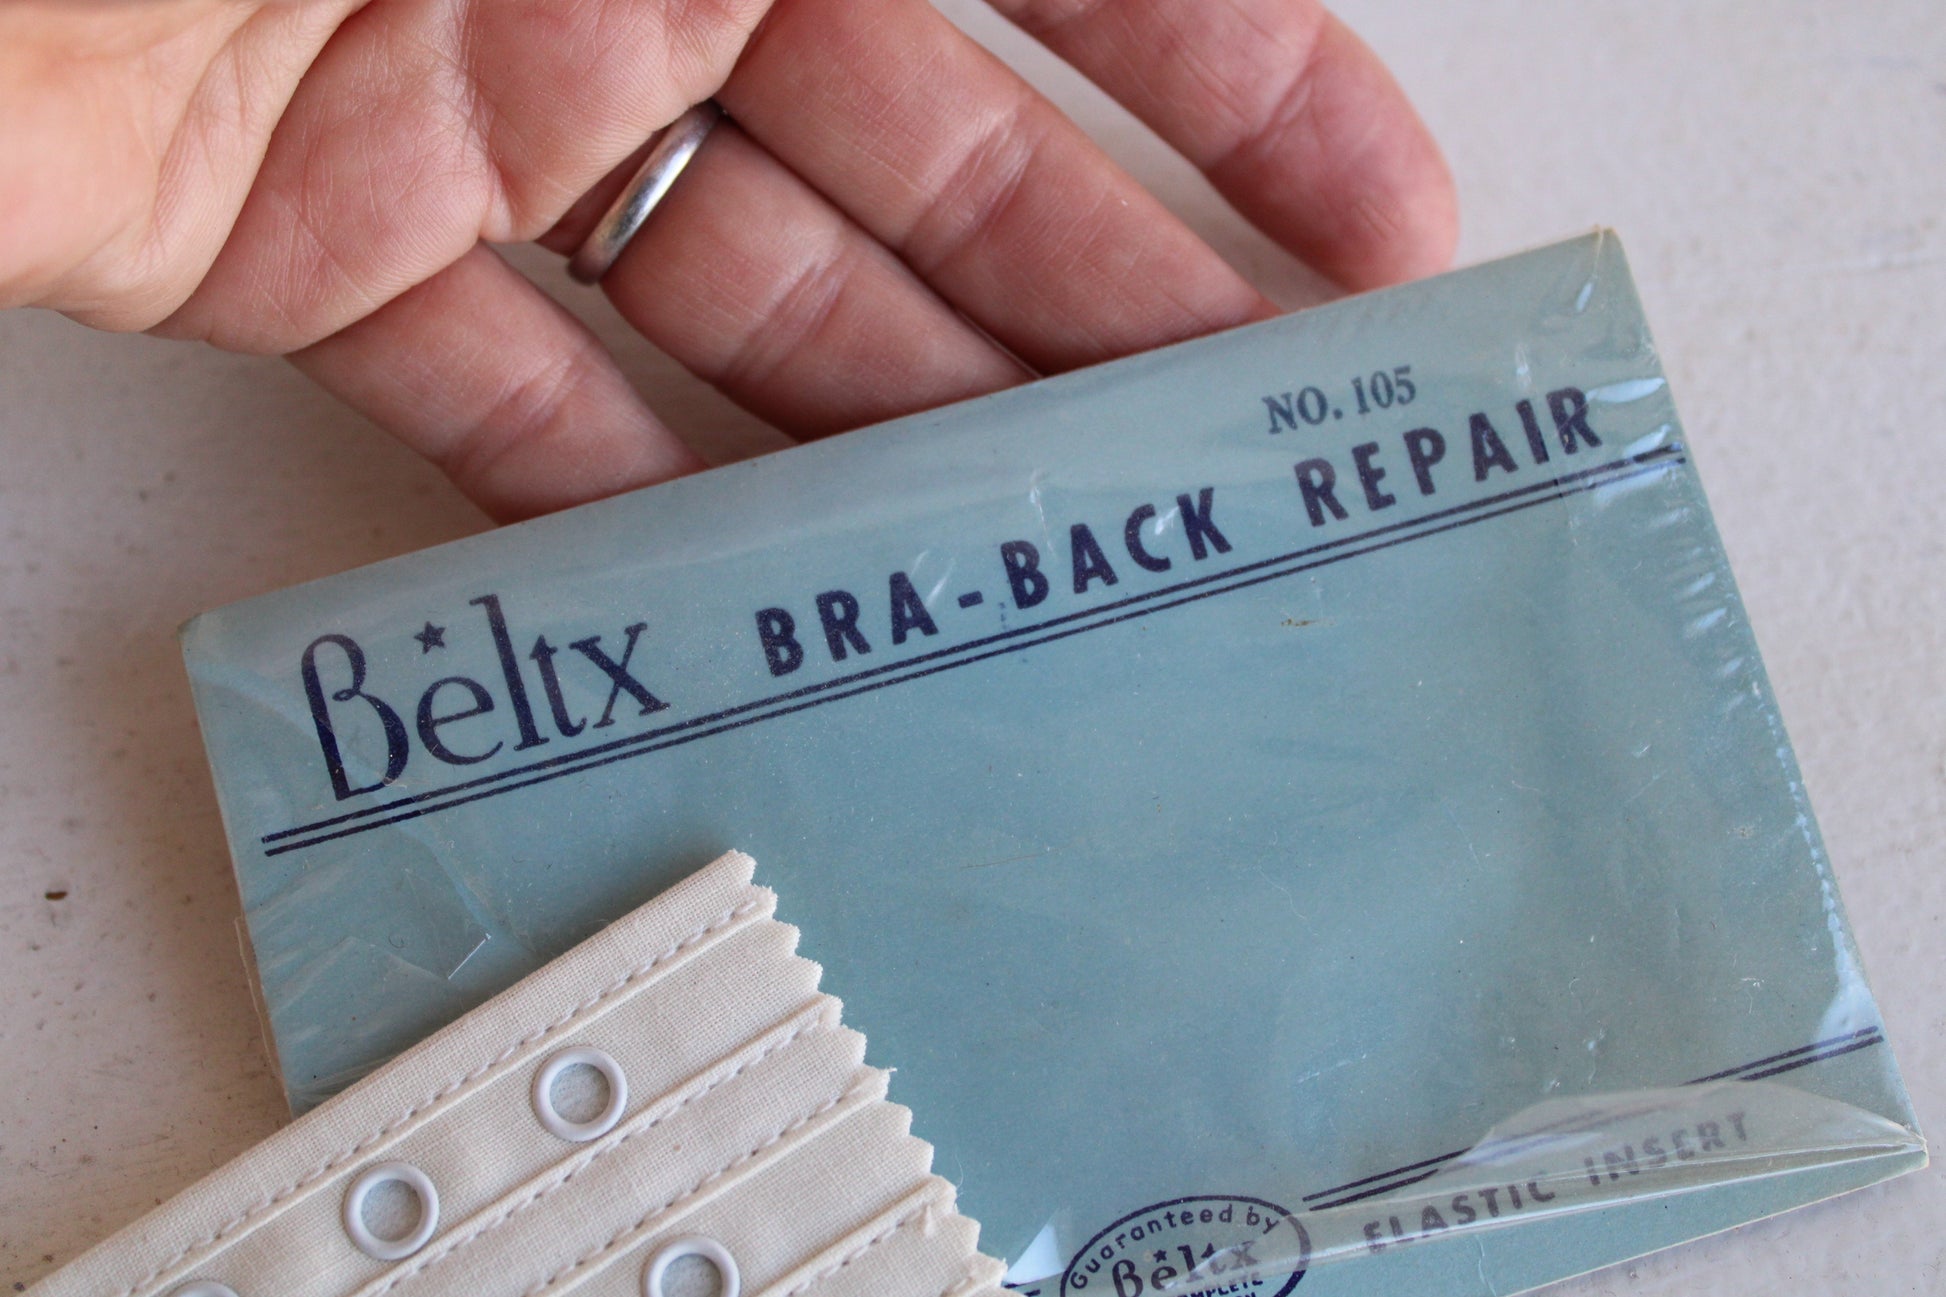 NO. 105
Beltx BRA-BACK REPAIR
ELASTIC INSERT
Guaranteed by
Beltx